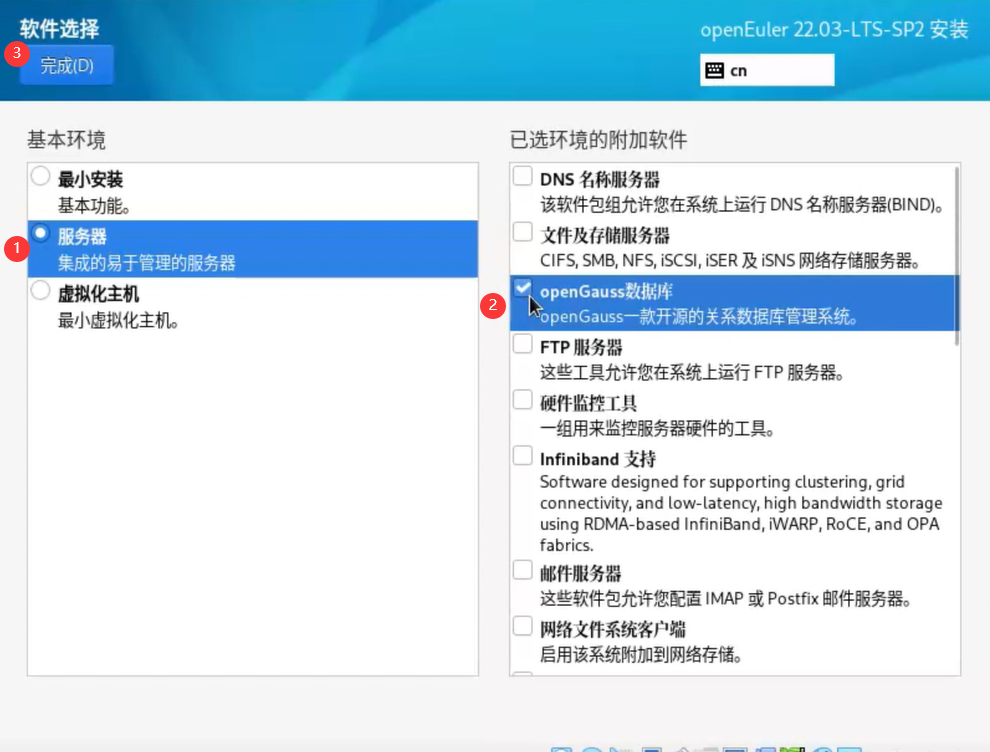 软件选择
openEuler 22.03-LTS-SP2 安装
3
完成(D)
cn
基本环境
已选环境的附加软件
最小安装
基本功能。
1
服务器
集成的易于管理的服务器
虚拟化主机
最小虚拟化主机。
DNS 名称服务器
该软件包组允许您在系统上运行 DNS 名称服务器(BIND)。
文件及存储服务器
CIFS, SMB, NFS, iSCSI, iSER 及 iSNS 网络存储服务器。
2
openGauss数据库
openGauss一款开源的关系数据库管理系统。
FTP 服务器
这些工具允许您在系统上运行 FTP 服务器。
硬件监控工具
一组用来监控服务器硬件的工具。
Infiniband 支持
Software designed for supporting clustering, grid
connectivity, and low-latency, high bandwidth storage
using RDMA-based InfiniBand, iWARP, RoCE, and OPA
fabrics.
邮件服务器
这些软件包允许您配置 IMAP 或 Postfix 邮件服务器。
网络文件系统客户端
启用该系统附加到网络存储。